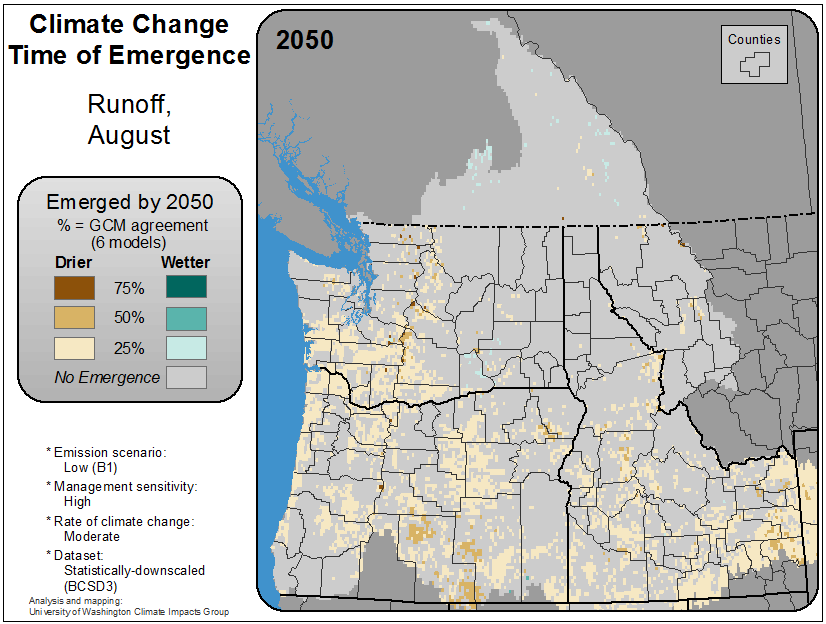 Climate Change
Time of Emergence
Runoff,
August
Emerged by 2050
% = GCM agreement
(6 models)
Drier Wetter
75%
50%
25%
No Emergence
* Emission scenario:
Low (B1)
* Management sensitivity:
High
* Rate of climate change:
Moderate
* Dataset:
Statistically-downscaled
(BCSD3)
Analysis and mapping:
University of Washington Climate Impacts Group
2050
Counties